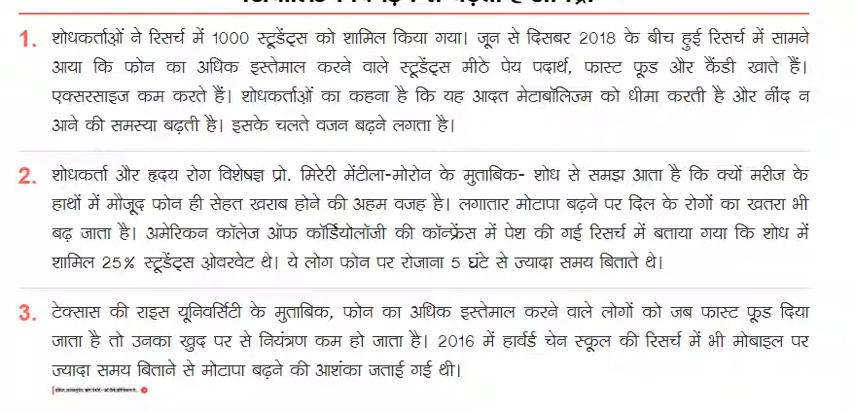 1. शोधकर्ताओं ने रिसर्च में 1000 स्टूडेंट्स को शामिल किया गया। जून से दिसबर 2018 के बीच हुई रिसर्च में सामने
आया कि फोन का अधिक इस्तेमाल करने वाले स्टूडेंट्स मीठे पेय पदार्थ, फास्ट फूड और कैंडी खाते हैं।
एक्सरसाइज कम करते हैं। शोधकर्ताओं का कहना है कि यह आदत मेटाबॉलिज्म को धीमा करती है और नींद न
आने की समस्या बढ़ती है। इसके चलते वजन बढ़ने लगता है।
2. शोधकर्ता और हृदय रोग विशेषज्ञ प्रो. मिरेरी मेंटीला-मोरोन के मुताबिक- शोध से समझ आता है कि क्यों मरीज के
हाथों में मौजूद फोन ही सेहत खराब होने की अहम वजह है। लगातार मोटापा बढ़ने पर दिल के रोगों का खतरा भी
बढ़ जाता है। अमेरिकन कॉलेज ऑफ कॉर्डियोलॉजी की कॉन्फ्रेंस में पेश की गई रिसर्च में बताया गया कि शोध में
शामिल 25% स्टूडेंट्स ओवरवेट थे। ये लोग फोन पर रोजाना 5 घंटे से ज्यादा समय बिताते थे।
3. टेक्सास की राइस यूनिवर्सिटी के मुताबिक, फोन का अधिक इस्तेमाल करने वाले लोगों को जब फास्ट फूड दिया
जाता है तो उनका खुद पर से नियंत्रण कम हो जाता है। 2016 में हार्वर्ड चेन स्कूल की रिसर्च में भी मोबाइल पर
ज्यादा समय बिताने से मोटापा बढ़ने की आशंका जताई गई थी।